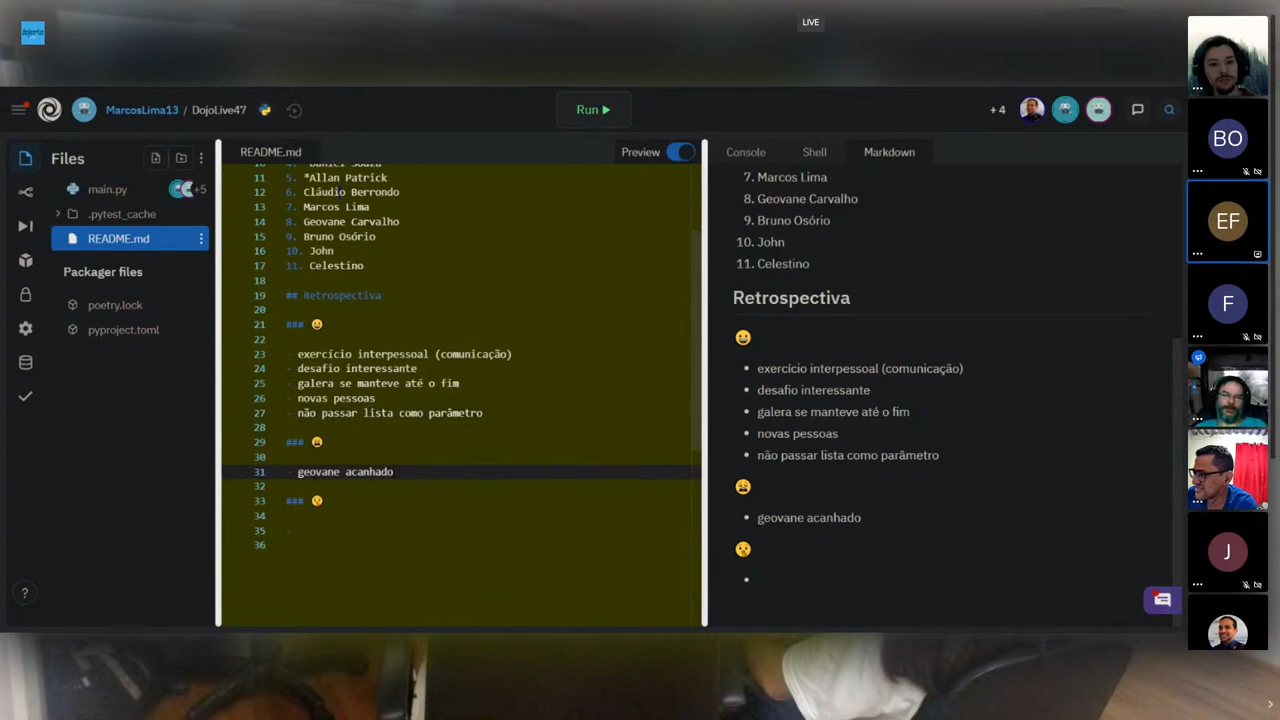 LIVE
dojorio
MarcosLima13 / DojoLive47
Run
+ 4
Files
main.py
+5
.pytest_cache
README.md
Packager files
poetry.lock
pyproject.toml
?
README.md
Preview
10 4. *Daniel Souza
11 5. *Allan Patrick
12 6. Cláudio Berrondo
13 7. Marcos Lima
14 8. Geovane Carvalho
15 9. Bruno Osório
16 10. John
17 11. Celestino
18
19 ## Retrospectiva
20
21 ### 😀
22
23 - exercício interpessoal (comunicação)
24 - desafio interessante
25 - galera se manteve até o fim
26 - novas pessoas
27 - não passar lista como parâmetro
28
29 ### 😩
30
31 - geovane acanhado
32
33 ### 😗
34
35 -
36
Console
Shell
Markdown
7. Marcos Lima
8. Geovane Carvalho
9. Bruno Osório
10. John
11. Celestino
Retrospectiva
😀
• exercício interpessoal (comunicação)
• desafio interessante
• galera se manteve até o fim
• novas pessoas
• não passar lista como parâmetro
😩
• geovane acanhado
😗
•
BO
EF
F
J